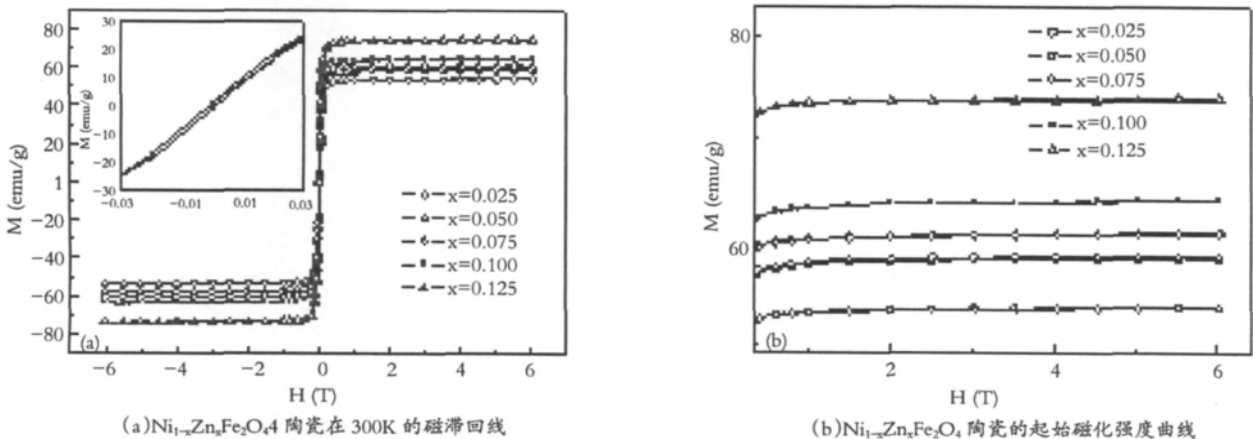 80
60
40
20
1
−20
−40
−60
−80
M (emu/g)
30
20
10
0
−10
−20
−30
M (emu/g)
−0.03
−0.01
0.01
0.03
x=0.025
x=0.050
x=0.075
x=0.100
x=0.125
(a)
−6
−4
−2
0
2
4
6
H (T)
(a)Ni₁₋ₓZnₓFe₂O₄4 陶瓷在 300K 的磁滞回线
80
60
M (emu/g)
x=0.025
x=0.050
x=0.075
x=0.100
x=0.125
(b)
2
4
6
H (T)
(b)Ni₁₋ₓZnₓFe₂O₄ 陶瓷的起始磁化强度曲线